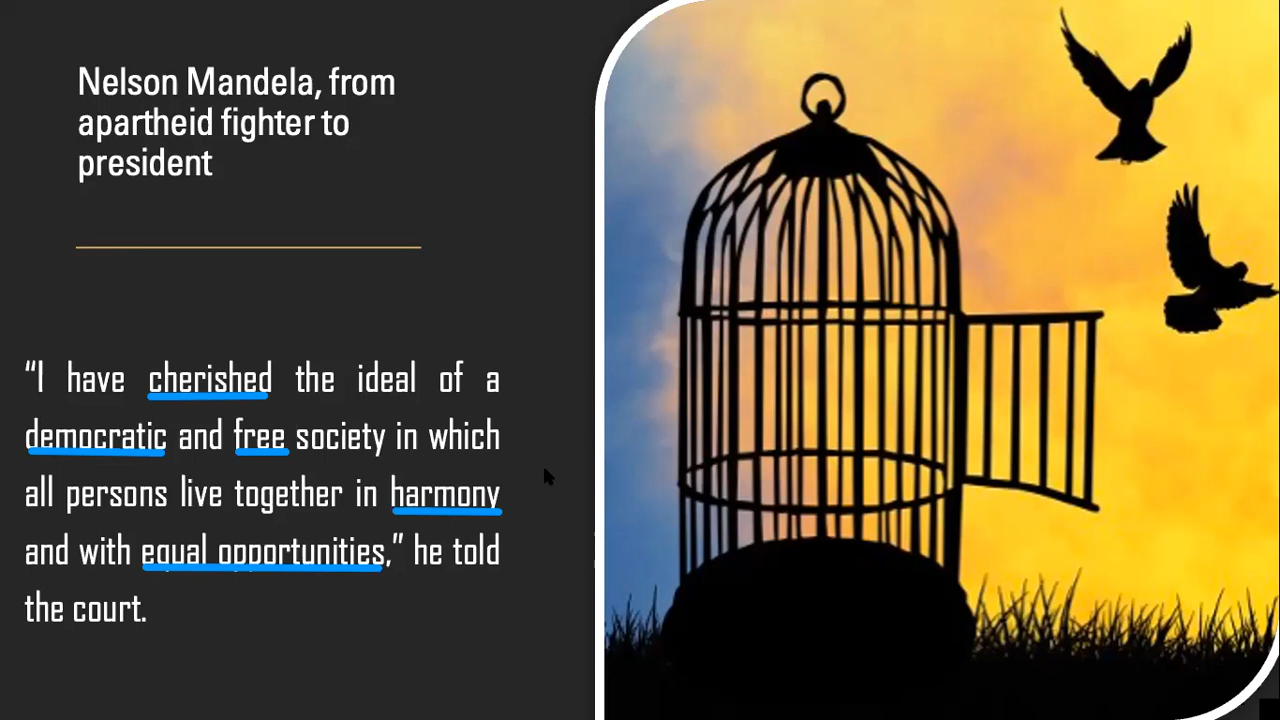 Nelson Mandela, from
apartheid fighter to
president
“I have cherished the ideal of a
democratic and free society in which
all persons live together in harmony
and with equal opportunities,” he told
the court.